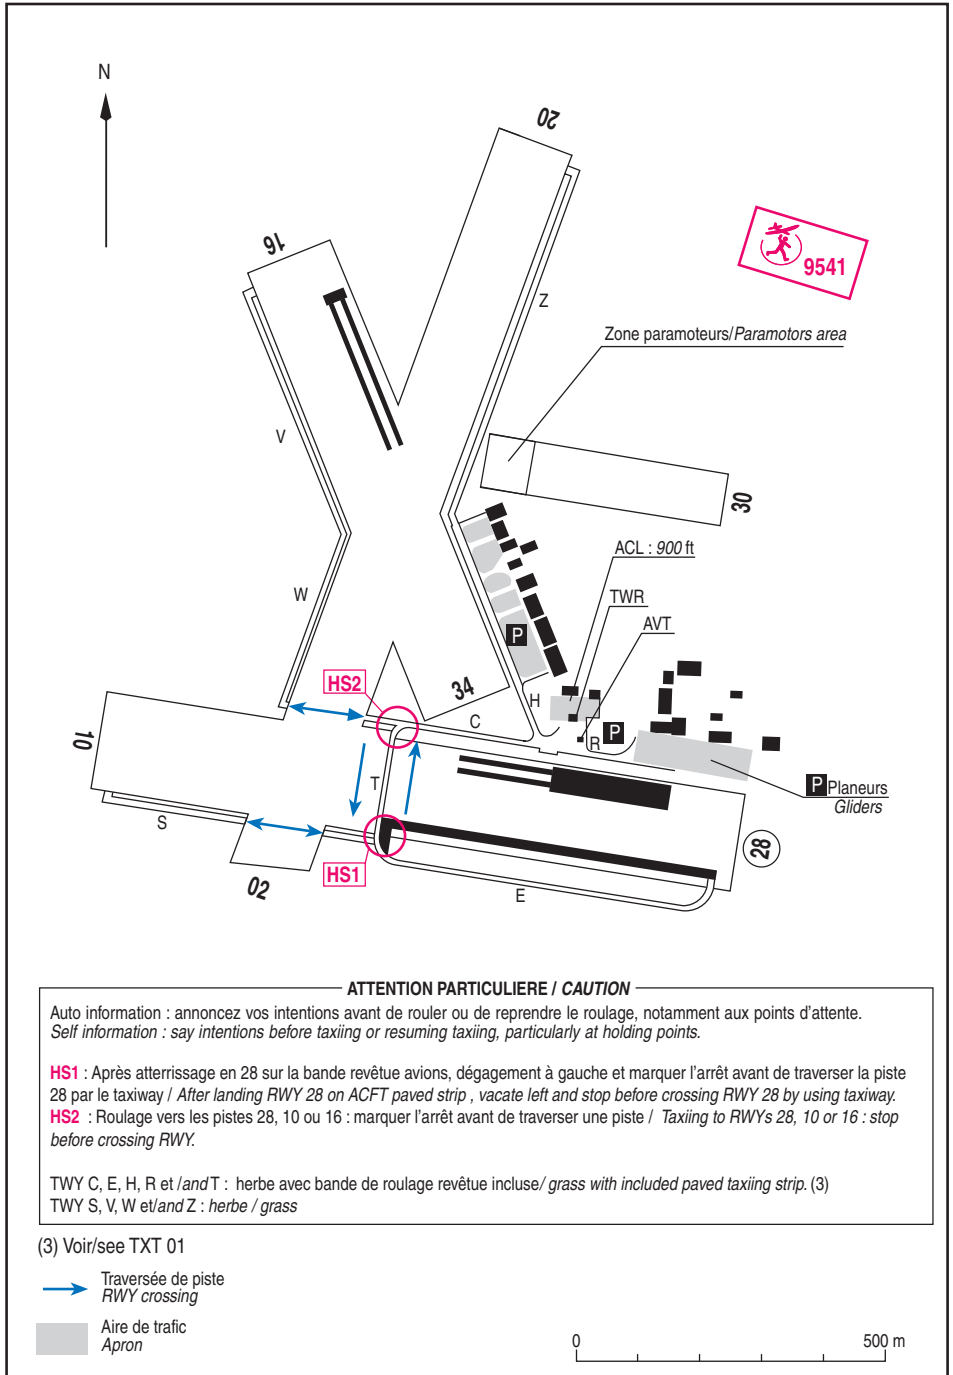 N
20
16
9541
Z
Zone paramoteurs/Paramotors area
V
30
ACL : 900 ft
W
TWR
AVT
P
HS2
34
H
C
R
P
10
T
P Planeurs
Gliders
S
28
HS1
02
E
ATTENTION PARTICULIERE / CAUTION
Auto information : annoncez vos intentions avant de rouler ou de reprendre le roulage, notamment aux points d'attente.
Self information : say intentions before taxiing or resuming taxiing, particularly at holding points.
HS1 : Après atterrissage en 28 sur la bande revêtue avions, dégagement à gauche et marquer l'arrêt avant de traverser la piste
28 par le taxiway / After landing RWY 28 on ACFT paved strip , vacate left and stop before crossing RWY 28 by using taxiway.
HS2 : Roulage vers les pistes 28, 10 ou 16 : marquer l'arrêt avant de traverser une piste / Taxiing to RWYs 28, 10 or 16 : stop
before crossing RWY.
TWY C, E, H, R et /and T : herbe avec bande de roulage revêtue incluse/ grass with included paved taxiing strip. (3)
TWY S, V, W et/and Z : herbe / grass
(3) Voir/see TXT 01
Traversée de piste
RWY crossing
Aire de trafic
Apron
0 500 m